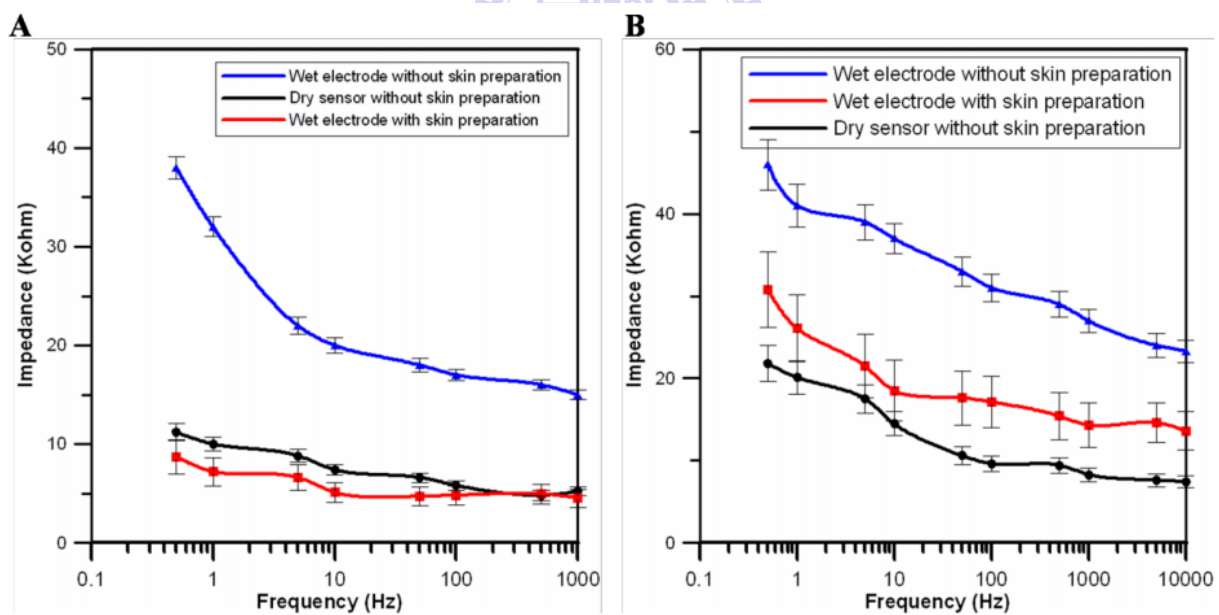 A
B
50
40
30
20
10
0
Impedance (Kohm)
Wet electrode without skin preparation
Dry sensor without skin preparation
Wet electrode with skin preparation
0.1
1
10
100
1000
Frequency (Hz)
60
40
20
0
Impedance (Kohm)
Wet electrode without skin preparation
Wet electrode with skin preparation
Dry sensor without skin preparation
0.1
1
10
100
1000
10000
Frequency (Hz)